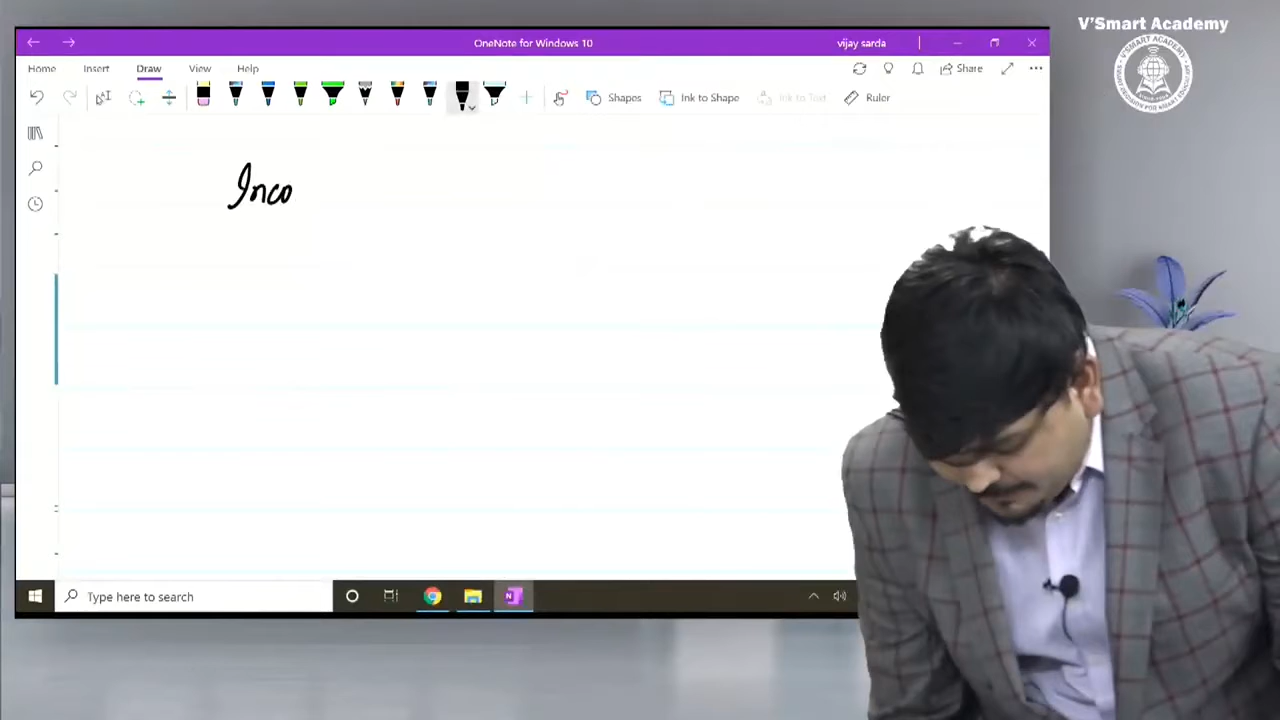 V'Smart Academy
OneNote for Windows 10
vijay sarda
Home Insert Draw View Help
Share
Shapes Ink to Shape Ink to Text Ruler
Inco
Type here to search